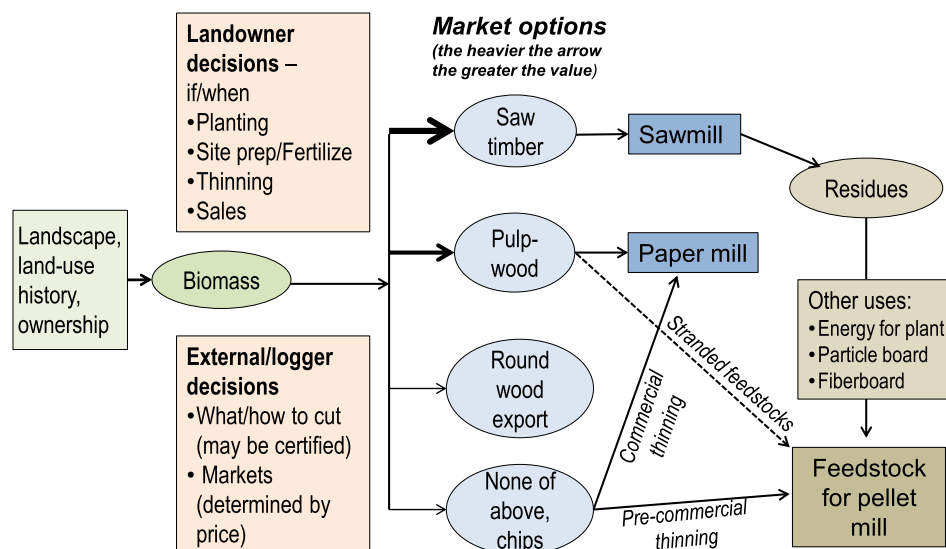 Landowner
decisions –
if/when
•Planting
•Site prep/Fertilize
•Thinning
•Sales
Market options
(the heavier the arrow
the greater the value)
Saw
timber
Sawmill
Residues
Landscape,
land-use
history,
ownership
Biomass
Pulp-
wood
Paper mill
Other uses:
•Energy for plant
•Particle board
•Fiberboard
Stranded feedstocks
External/logger
decisions
•What/how to cut
(may be certified)
• Markets
(determined by
price)
Round
wood
export
Commercial
thinning
None of
above,
chips
Pre-commercial
thinning
Feedstock
for pellet
mill